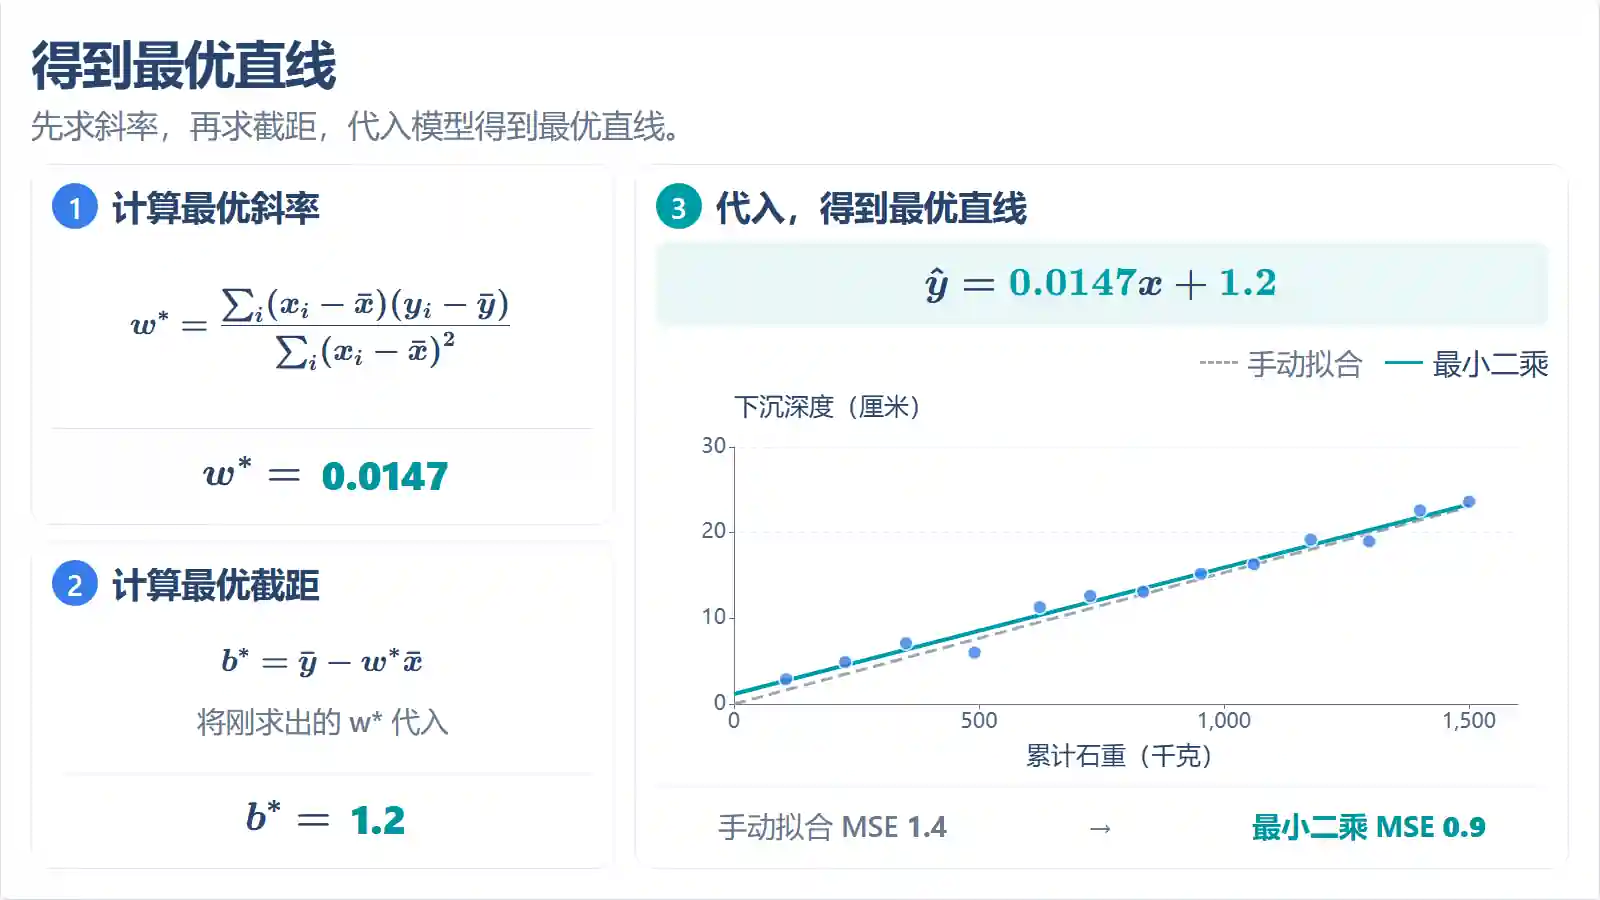 得到最优直线
先求斜率，再求截距，代入模型得到最优直线。
1 计算最优斜率
w* = ∑i(xi − x̄)(yi − ȳ) / ∑i(xi − x̄)²
w* = 0.0147
2 计算最优截距
b* = ȳ − w*x̄
将刚求出的 w* 代入
b* = 1.2
3 代入，得到最优直线
ŷ = 0.0147x + 1.2
手动拟合 最小二乘
下沉深度（厘米）
30
20
10
0
0 500 1,000 1,500
累计石重（千克）
手动拟合 MSE 1.4 → 最小二乘 MSE 0.9